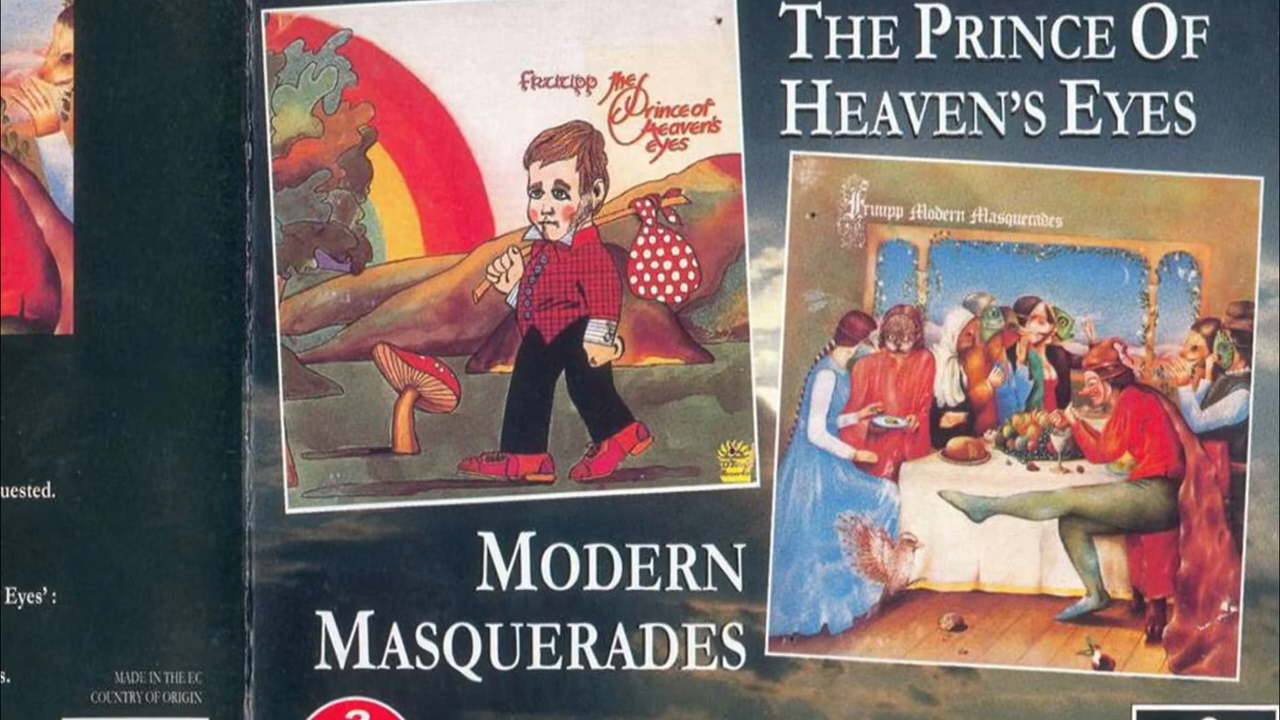 THE PRINCE OF
HEAVEN'S EYES
Fruupp the
Prince of
heaven's
eyes
Fruupp Modern Masquerades
MODERN
MASQUERADES
uested.
Eyes' :
s.
MADE IN THE EC
COUNTRY OF ORIGIN
2